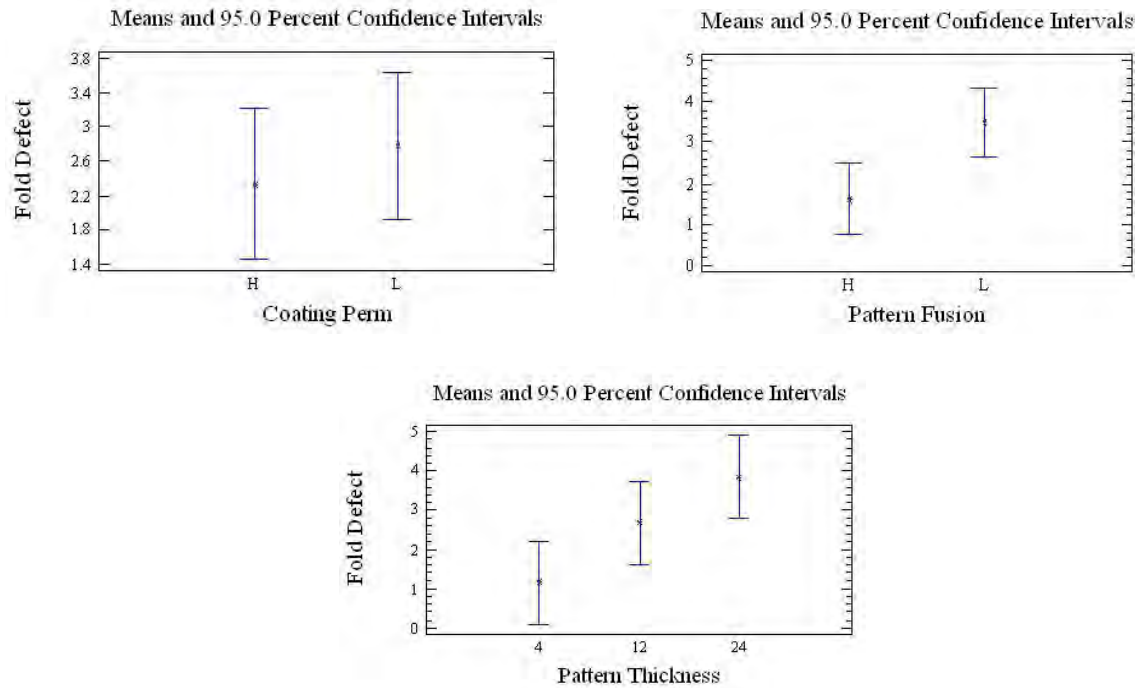 Means and 95.0 Percent Confidence Intervals
3.8
3.4
3
2.6
2.2
1.8
1.4
Fold Defect
H L
Coating Perm
Means and 95.0 Percent Confidence Intervals
5
4
3
2
1
0
Fold Defect
H L
Pattern Fusion
Means and 95.0 Percent Confidence Intervals
5
4
3
2
1
0
Fold Defect
4 12 24
Pattern Thickness